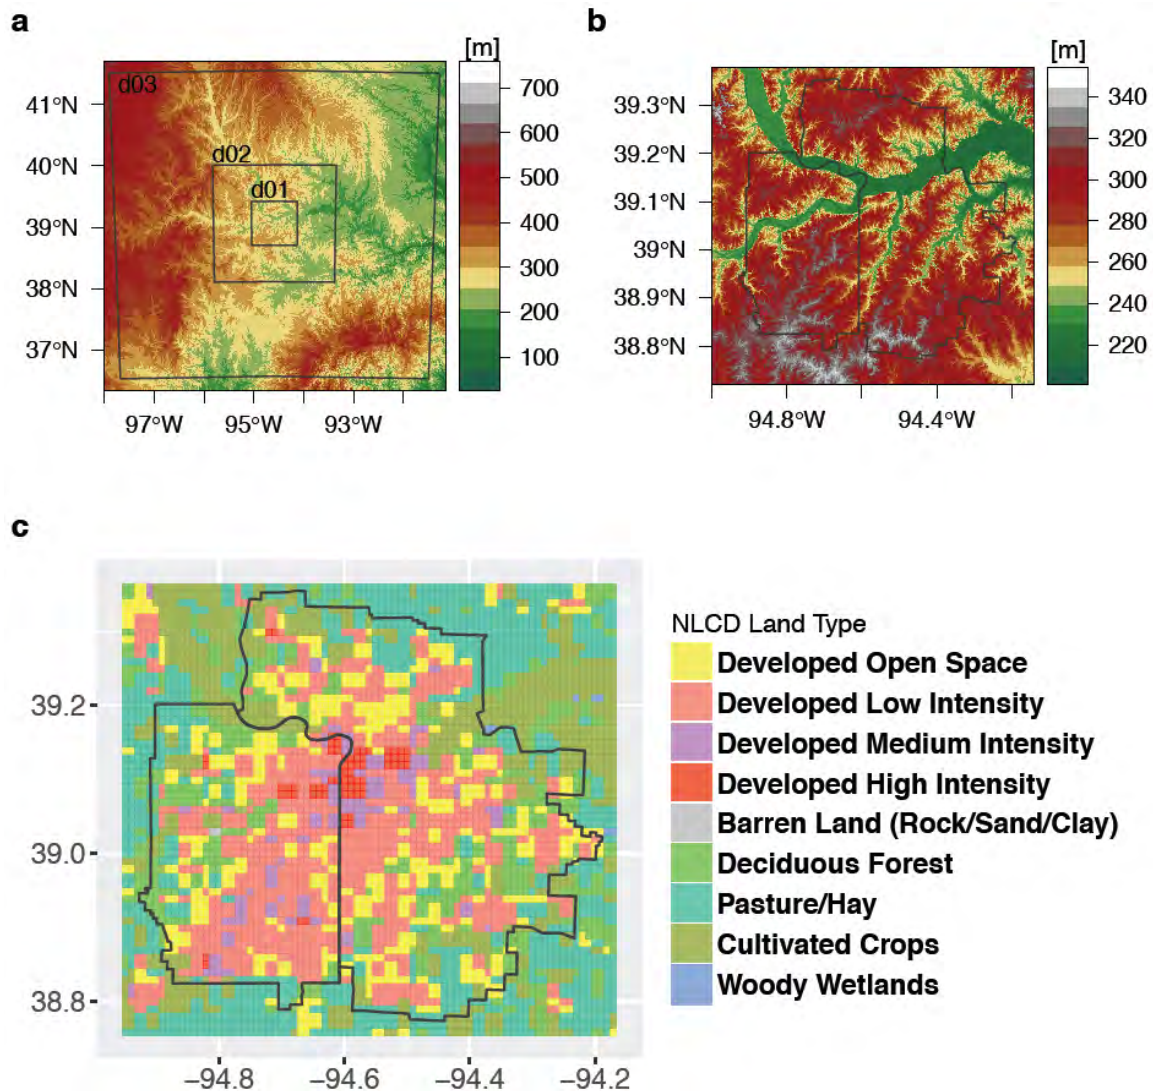 a
[m]
d03
d02
d01
41°N
40°N
39°N
38°N
37°N
97°W
95°W
93°W
700
600
500
400
300
200
100
b
[m]
39.3°N
39.2°N
39.1°N
39°N
38.9°N
38.8°N
94.8°W
94.4°W
340
320
300
280
260
240
220
c
39.2
39.0
38.8
−94.8
−94.6
−94.4
−94.2
NLCD Land Type
Developed Open Space
Developed Low Intensity
Developed Medium Intensity
Developed High Intensity
Barren Land (Rock/Sand/Clay)
Deciduous Forest
Pasture/Hay
Cultivated Crops
Woody Wetlands